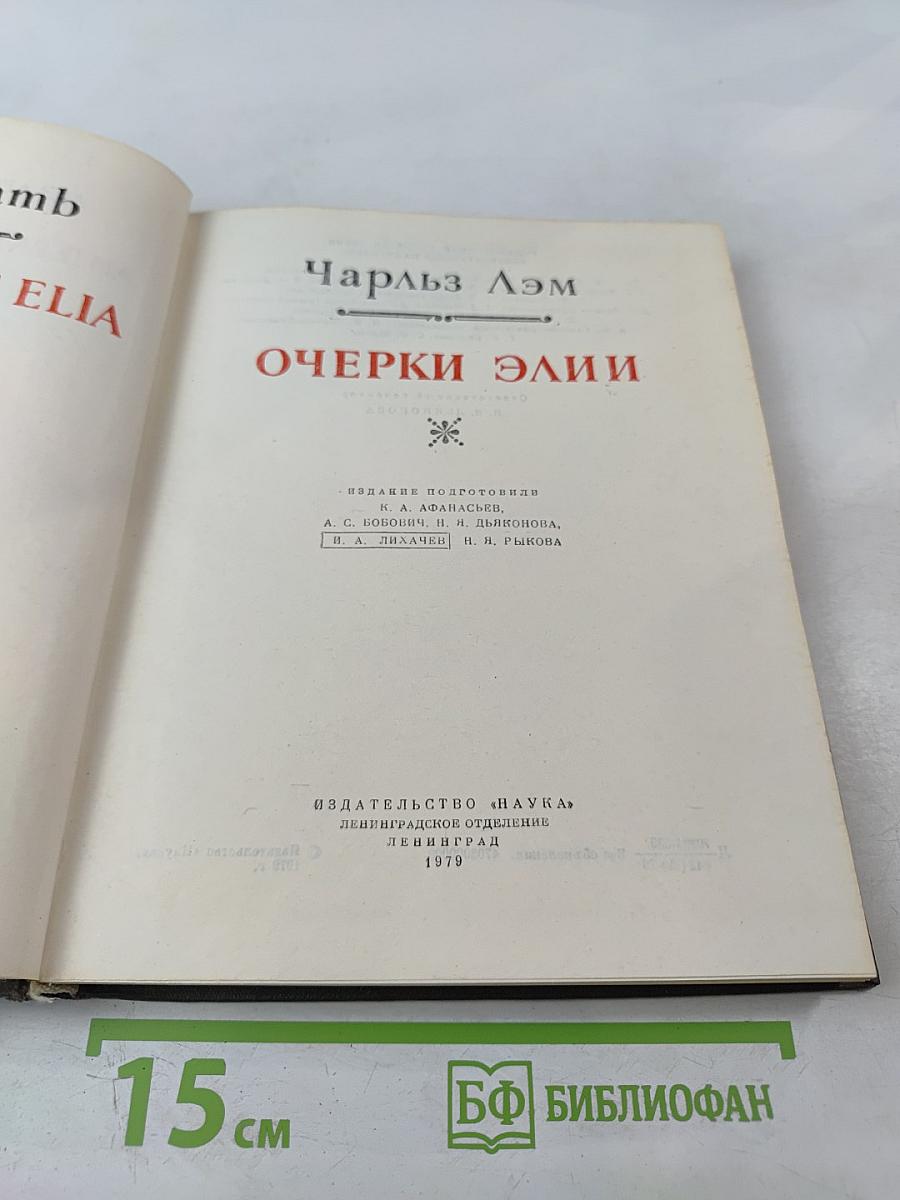 ELIA
Чарльз Лэм
ОЧЕРКИ ЭЛИИ
ИЗДАНИЕ ПОДГОТОВИЛИ
К. А. АФАНАСЬЕВ,
А. С. БОБОВИЧ, Н. Я. ДЬЯКОНОВА,
И. А. ЛИХАЧЕВ Н. Я. РЫКОВА
ИЗДАТЕЛЬСТВО «НАУКА»
ЛЕНИНГРАДСКОЕ ОТДЕЛЕНИЕ
ЛЕНИНГРАД
1979
15 см
БФ БИБЛИОФАН